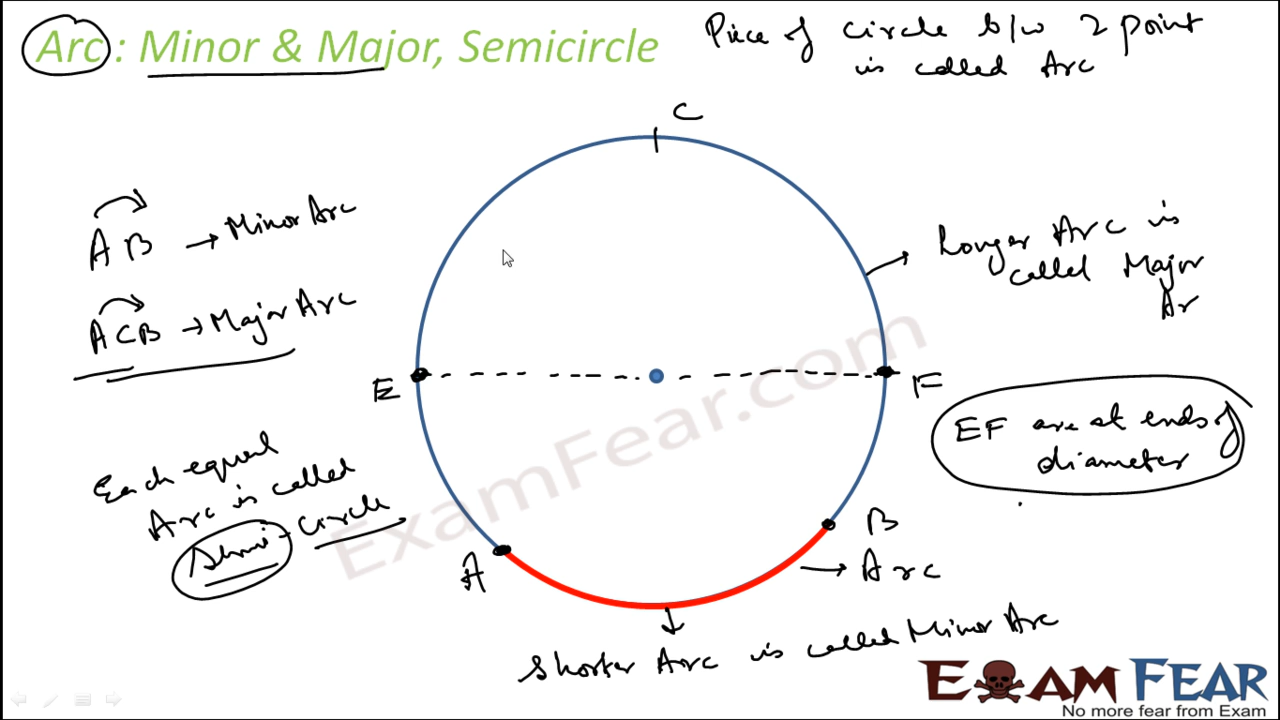 Arc : Minor & Major, Semicircle
Piece of circle b/w 2 point
is called Arc
C
AB → Minor Arc
ACB → Major Arc
Longer Arc is
called Major
Ar
E
F
EF are at ends of
diameter
Each equal
Arc is called
Semi-Circle
A
B
→ Arc
Shorter Arc is called Minor Arc
ExamFear.com
EXAM FEAR
No more fear from Exam